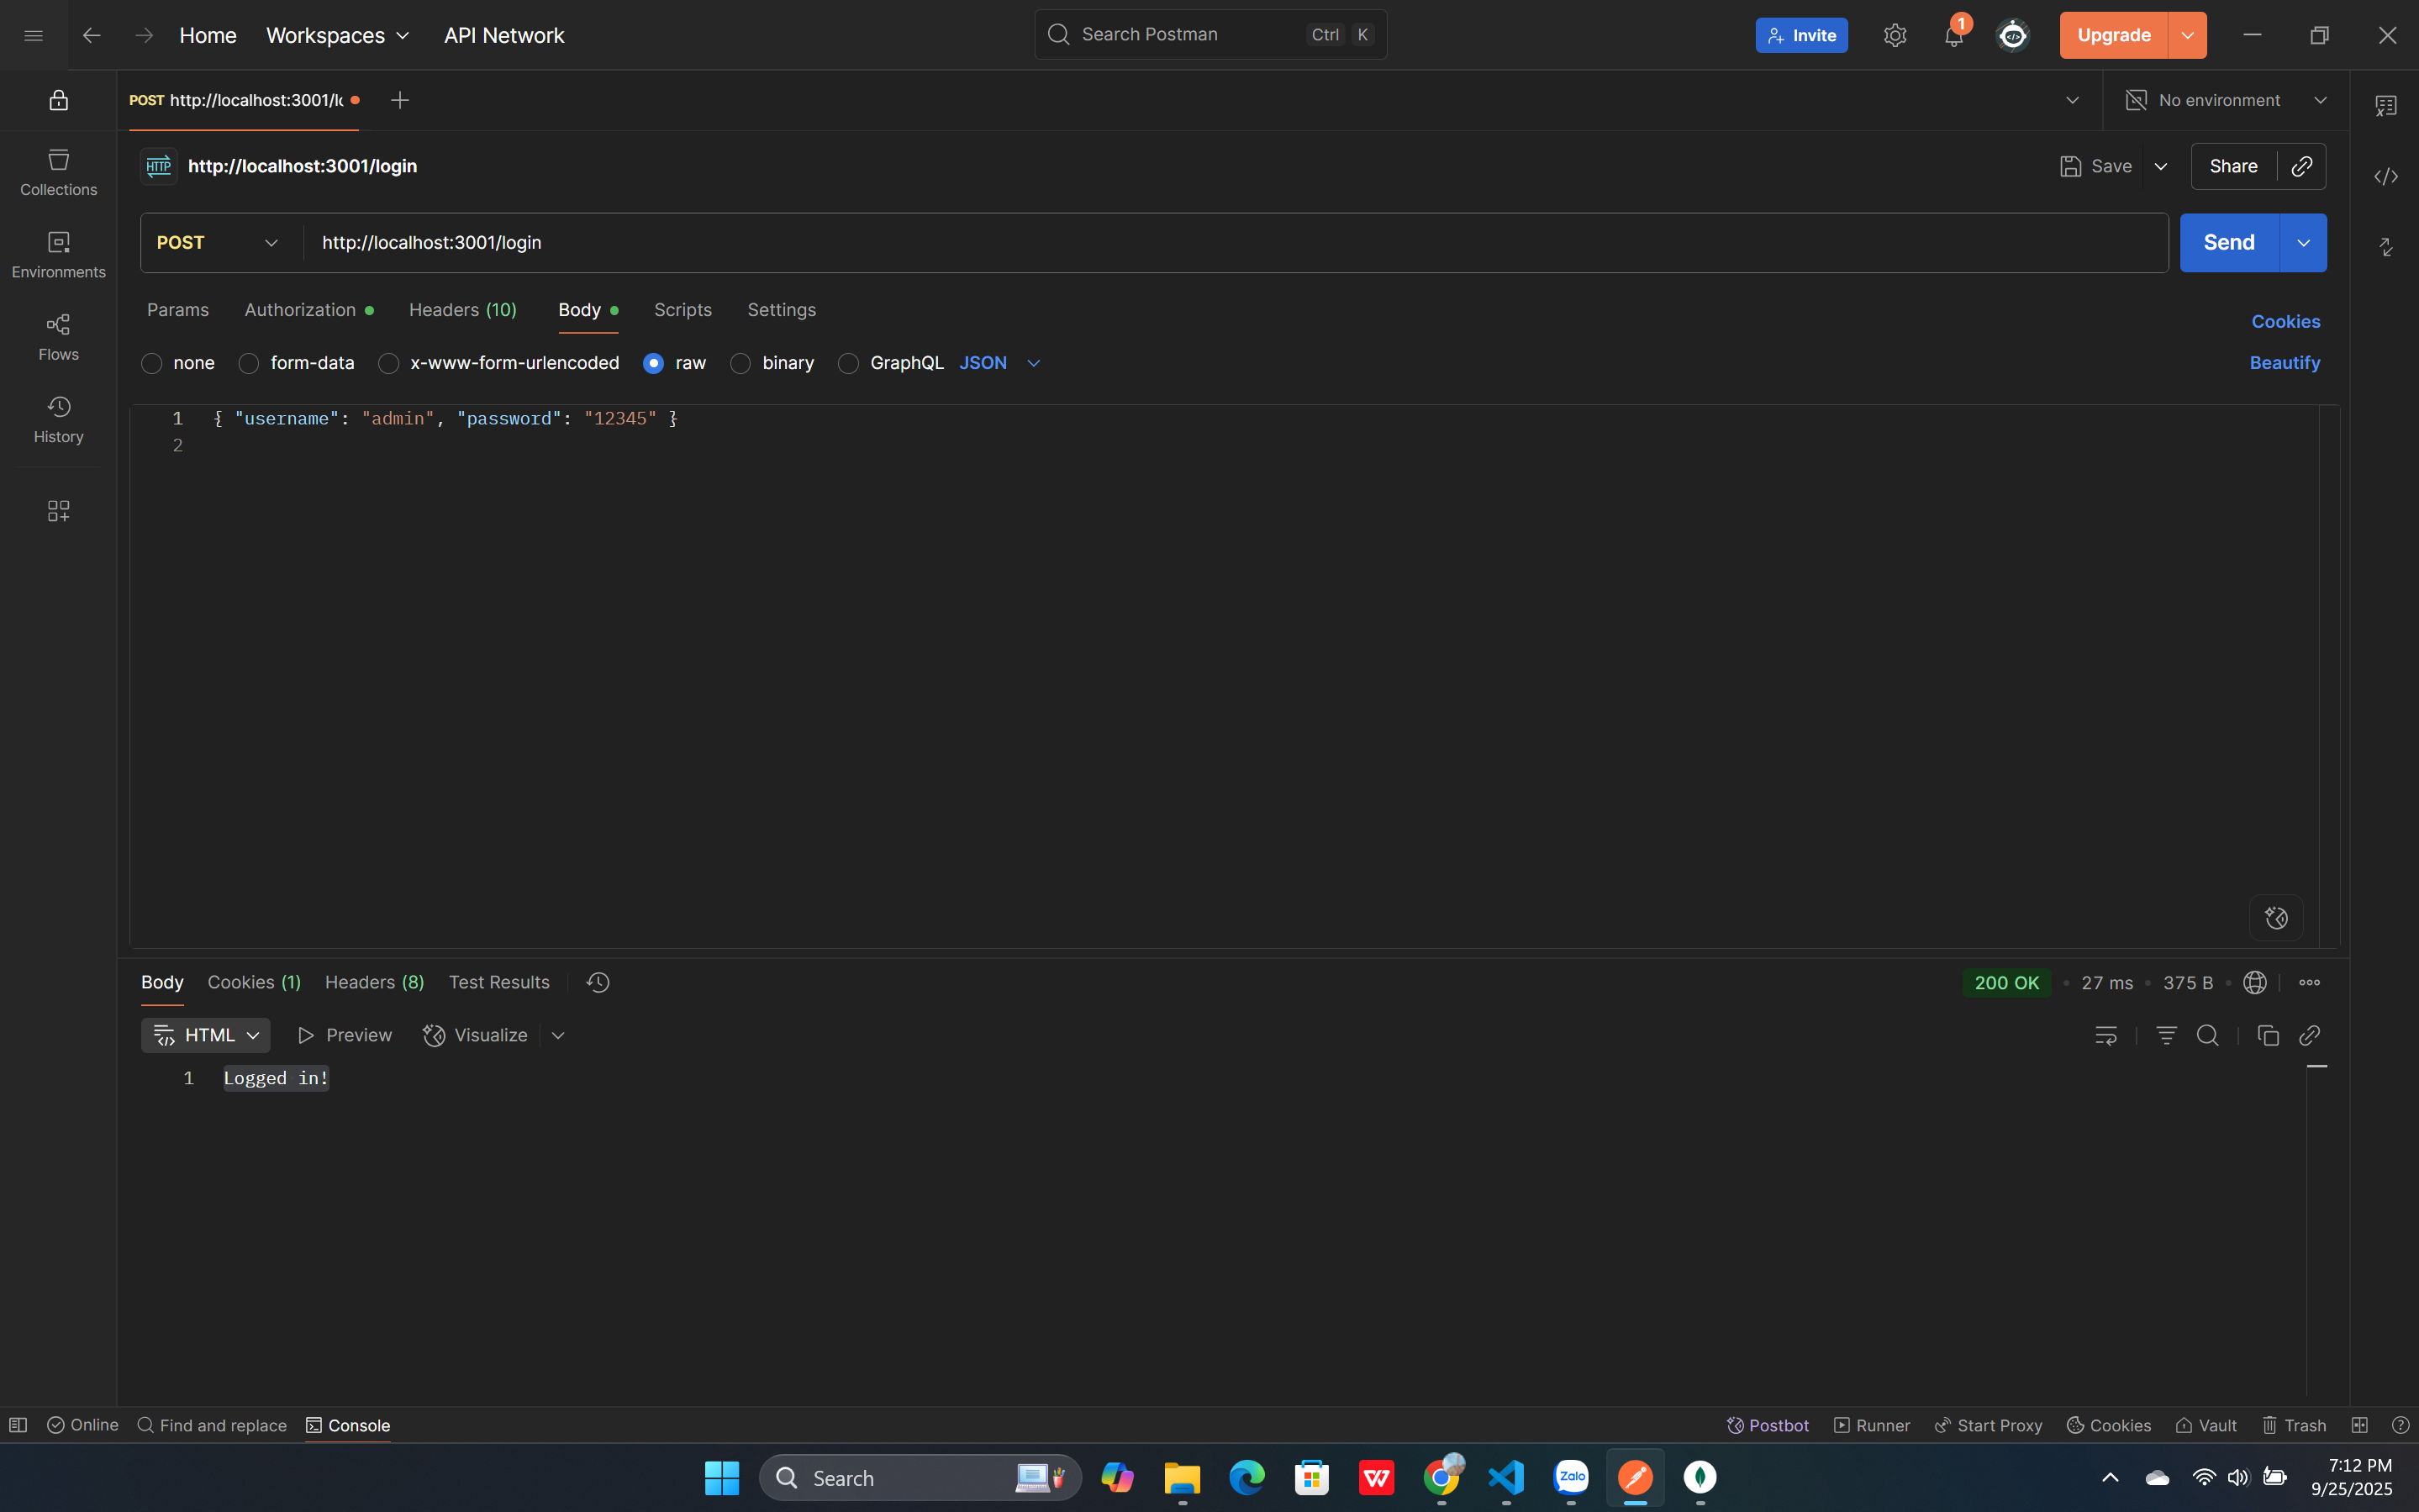 Home Workspaces API Network Search Postman Ctrl K Invite 1 Upgrade
POST http://localhost:3001/lo No environment
Collections
Environments
Flows
History
HTTP http://localhost:3001/login Save Share
POST http://localhost:3001/login Send
Params Authorization Headers (10) Body Scripts Settings Cookies
none form-data x-www-form-urlencoded raw binary GraphQL JSON Beautify
1 { "username": "admin", "password": "12345" }
2
Body Cookies (1) Headers (8) Test Results 200 OK • 27 ms • 375 B •
HTML Preview Visualize
1 Logged in!
Online Find and replace Console Postbot Runner Start Proxy Cookies Vault Trash
Search Zalo 7:12 PM
9/25/2025